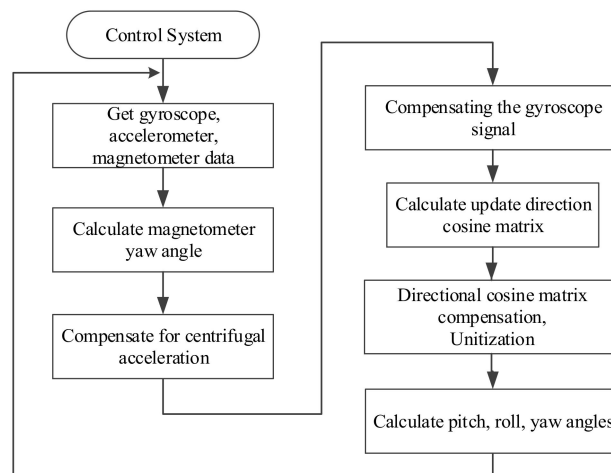 Control System
Get gyroscope,
accelerometer,
magnetometer data
Calculate magnetometer
yaw angle
Compensate for centrifugal
acceleration
Compensating the gyroscope
signal
Calculate update direction
cosine matrix
Directional cosine matrix
compensation,
Unitization
Calculate pitch, roll, yaw angles